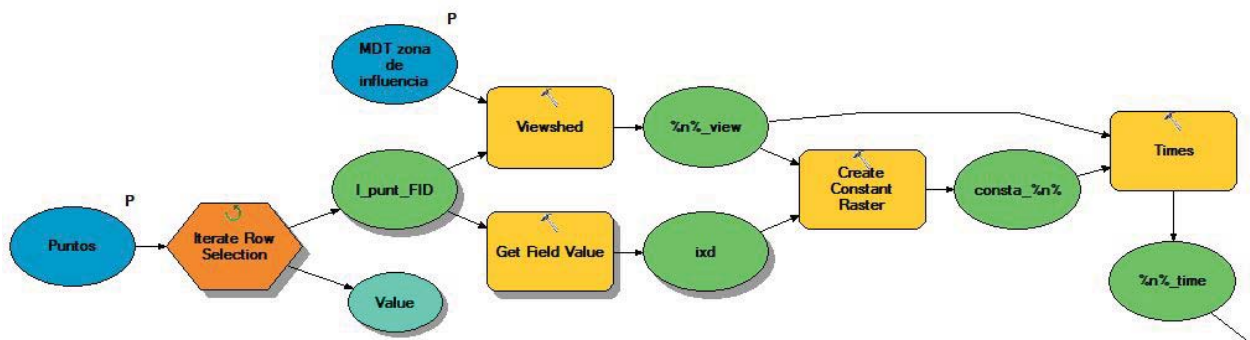 P
MDT zona
de
influencia
Viewshed
%n%_view
Times
Create
Constant
Raster
consta_%n%
I_punt_FID
P
Puntos
Iterate Row
Selection
Get Field Value
ixd
%n%_time
Value